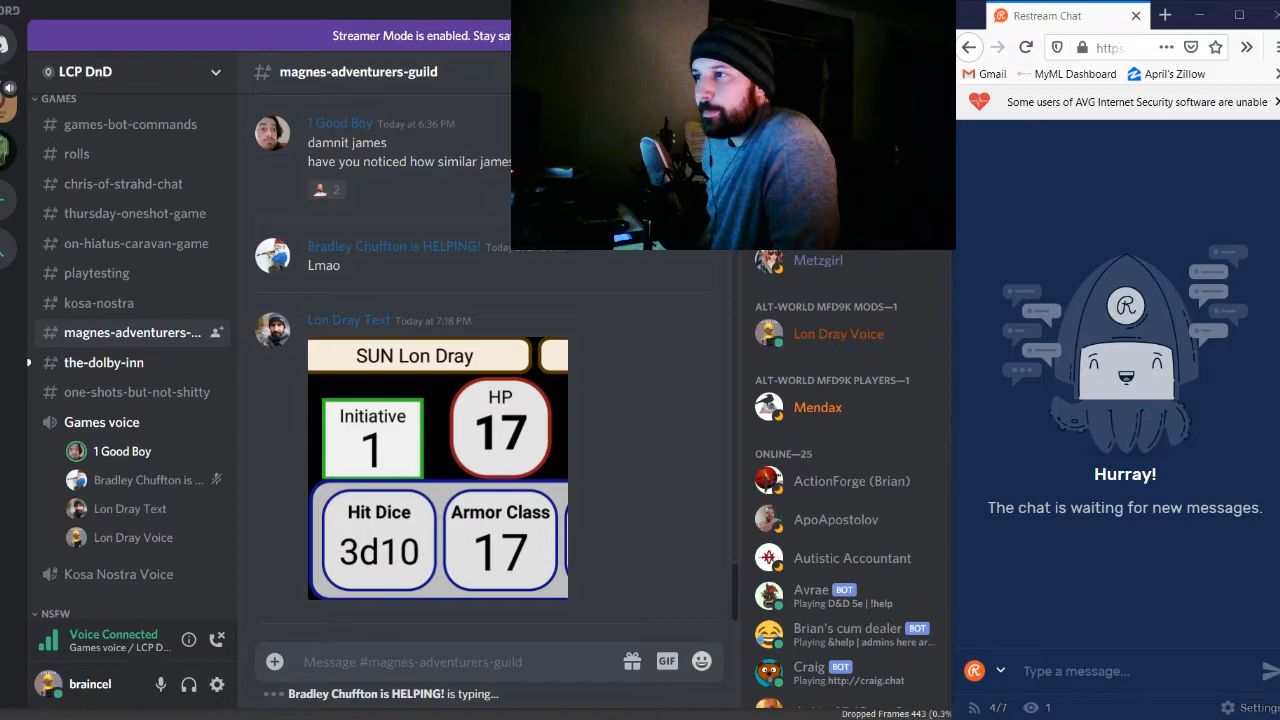 ORD
Streamer Mode is enabled. Stay sa
LCP DnD
GAMES
games-bot-commands
rolls
chris-of-strahd-chat
thursday-oneshot-game
on-hiatus-caravan-game
playtesting
kosa-nostra
magnes-adventurers-...
the-dolby-inn
one-shots-but-not-shitty
Games voice
1 Good Boy
Bradley Chuffton is ...
Lon Dray Text
Lon Dray Voice
Kosa Nostra Voice
NSFW
Voice Connected
Games voice / LCP D...
Praincel
magnes-adventurers-guild
1 Good Boy Today at 6:36 PM
damnit james
have you noticed how similar james
2
Bradley Chuffton is HELPING!
Lmao
Lon Dray Text Today at 7:18 PM
SUN Lon Dray
Initiative
1
HP
17
Hit Dice
3d10
Armor Class
17
Message #magnes-adventurers-guild
GIF
Bradley Chuffton is HELPING! is typing...
Metzgirl
ALT-WORLD MFD9K MODS—1
Lon Dray Voice
ALT-WORLD MFD9K PLAYERS—1
Mendax
ONLINE—25
ActionForge (Brian)
ApoApostolov
Autistic Accountant
Avrae BOT
Playing D&D 5e | !help
Brian's cum dealer BOT
Playing &help | admins here ar...
Craig BOT
Playing http://craig.chat
Dropped Frames 443 (0.3%
Restream Chat
https
Gmail
MyML Dashboard
April's Zillow
Some users of AVG Internet Security software are unable
Hurray!
The chat is waiting for new messages.
Type a message...
4/7
1
Settings